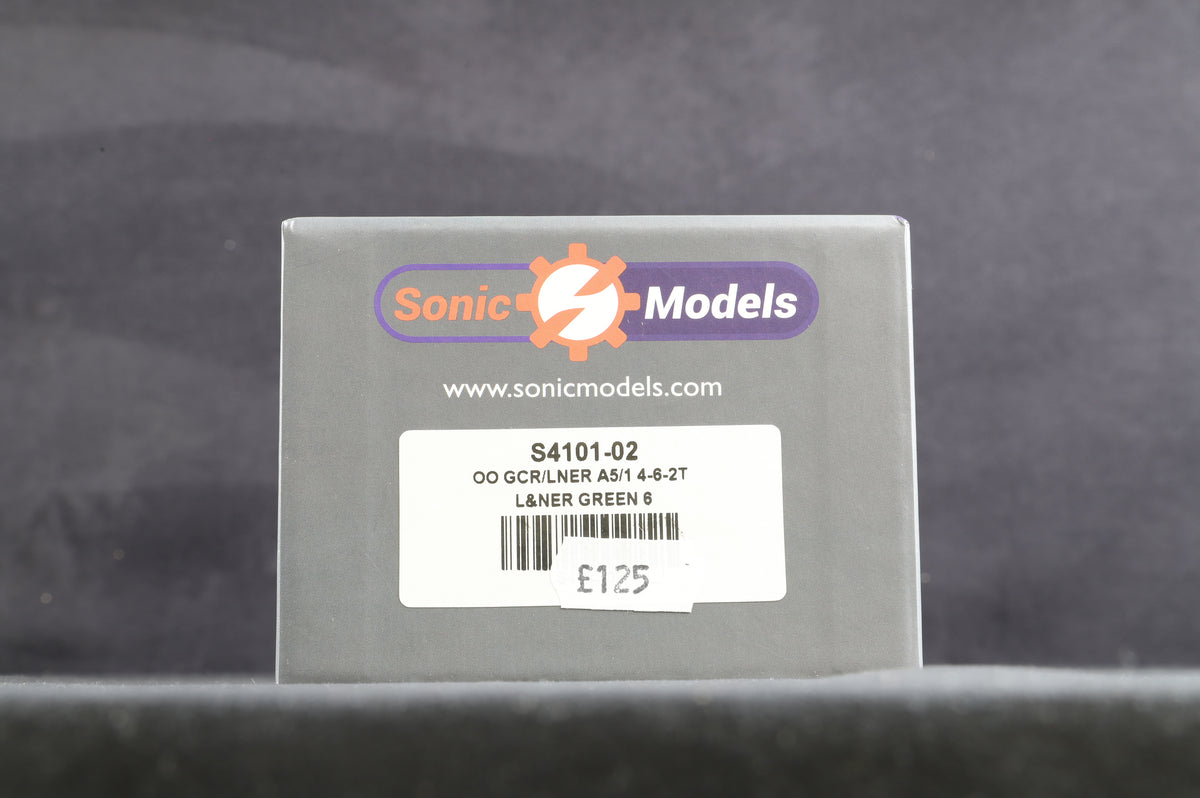 Sonic Models
www.sonicmodels.com
S4101-02
OO GCR/LNER A5/1 4-6-2T
L&NER GREEN 6
£125